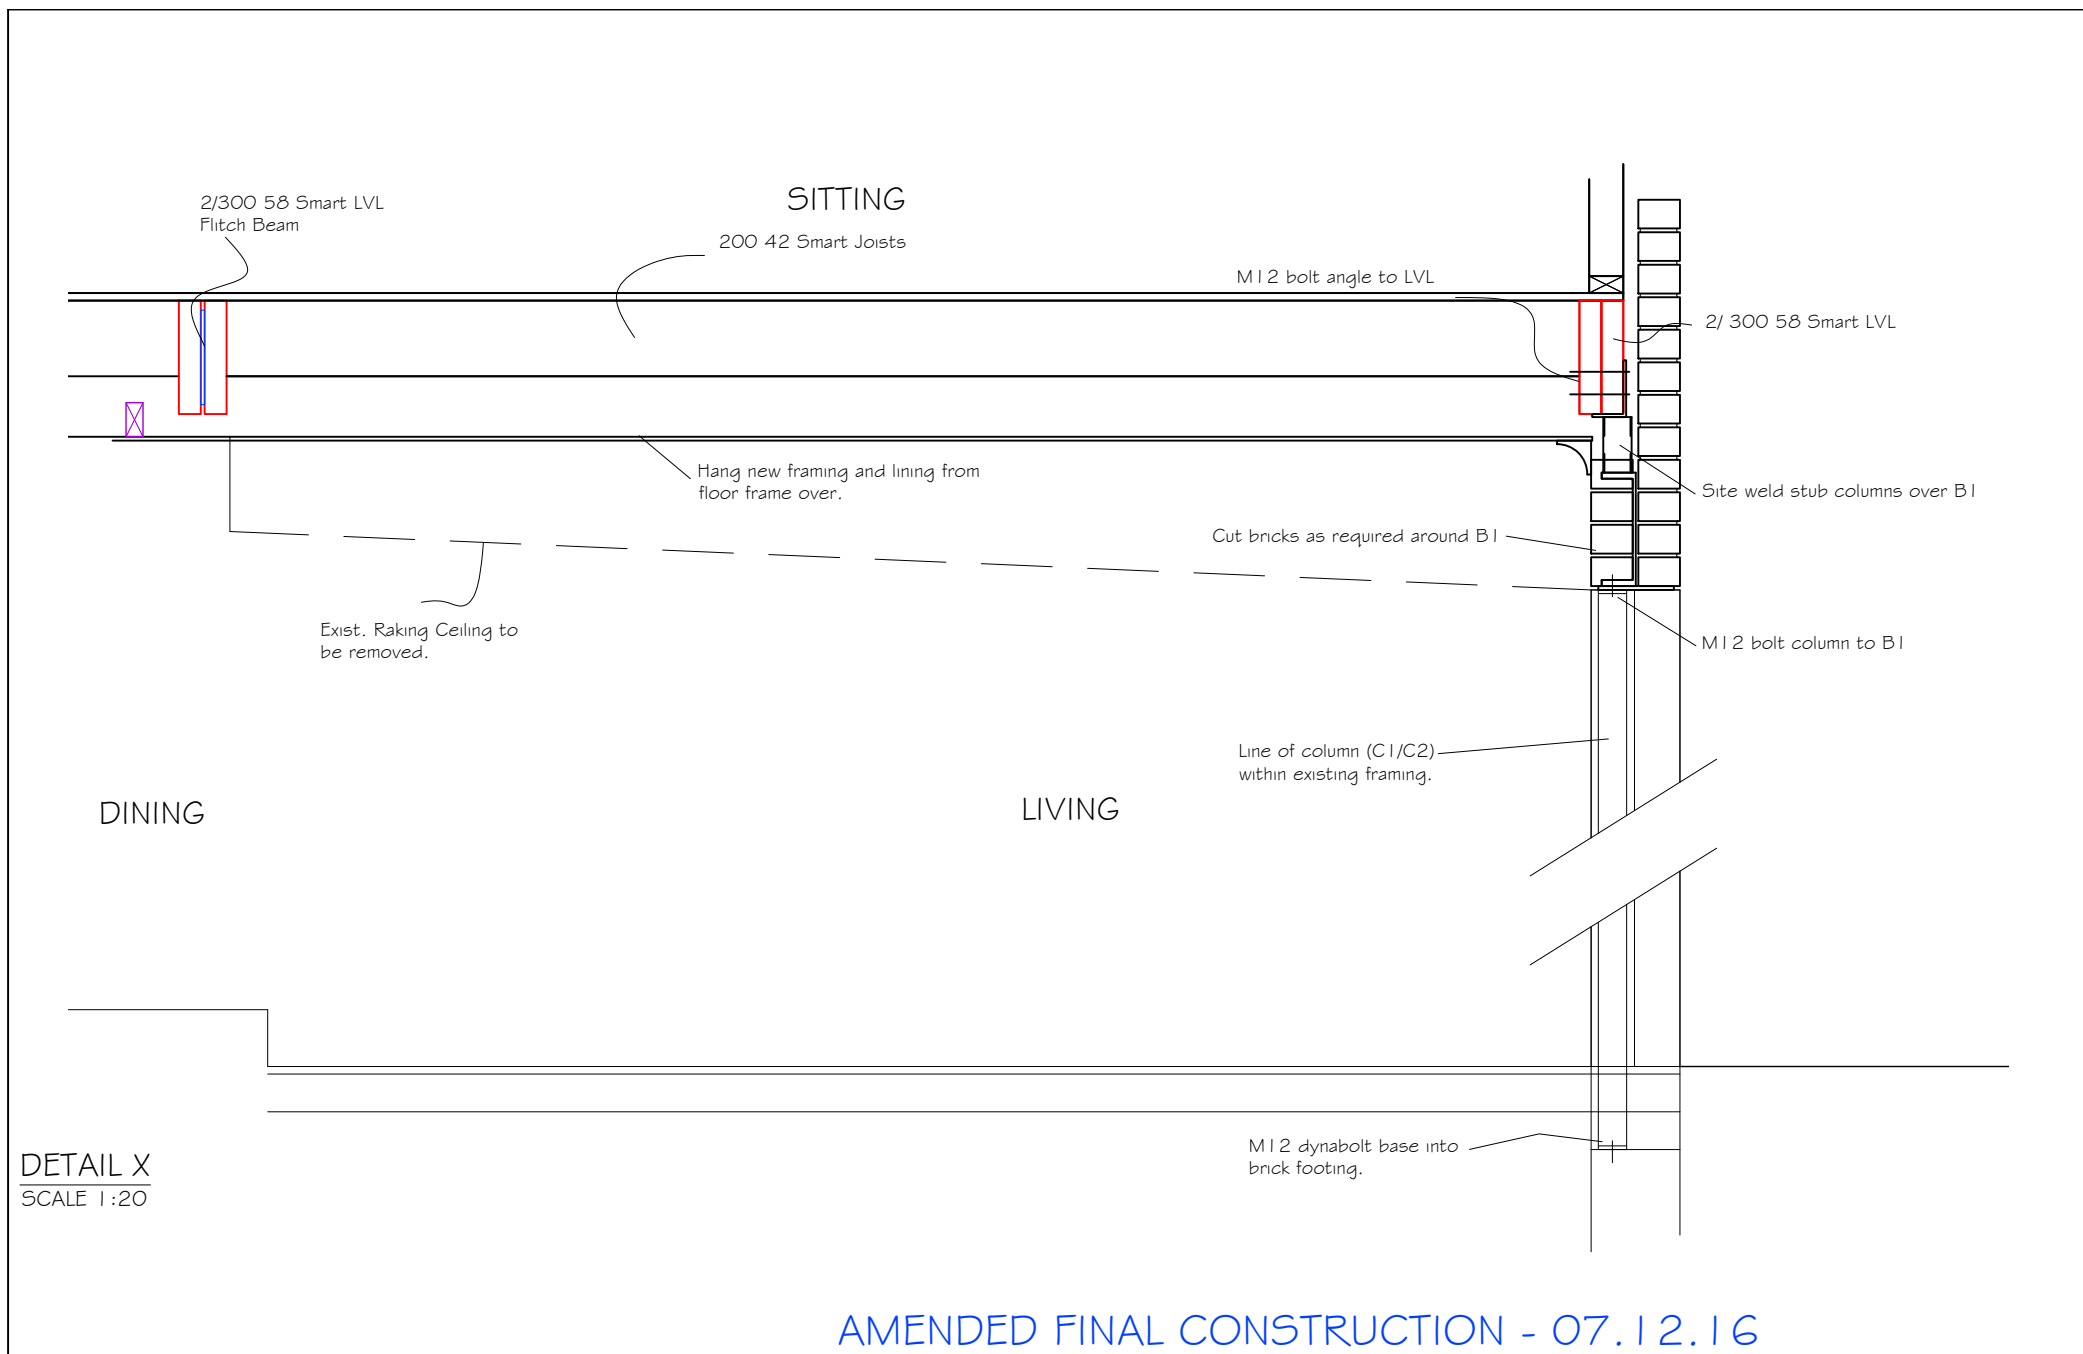 SITTING
2/300 58 Smart LVL
Flitch Beam
200 42 Smart Joists
M12 bolt angle to LVL
2/ 300 58 Smart LVL
Hang new framing and lining from
floor frame over.
Site weld stub columns over B1
Cut bricks as required around B1
Exist. Raking Ceiling to
be removed.
M12 bolt column to B1
Line of column (C1/C2)
within existing framing.
DINING
LIVING
M12 dynabolt base into
brick footing.
DETAIL X
SCALE 1:20
AMENDED FINAL CONSTRUCTION - 07.12.16